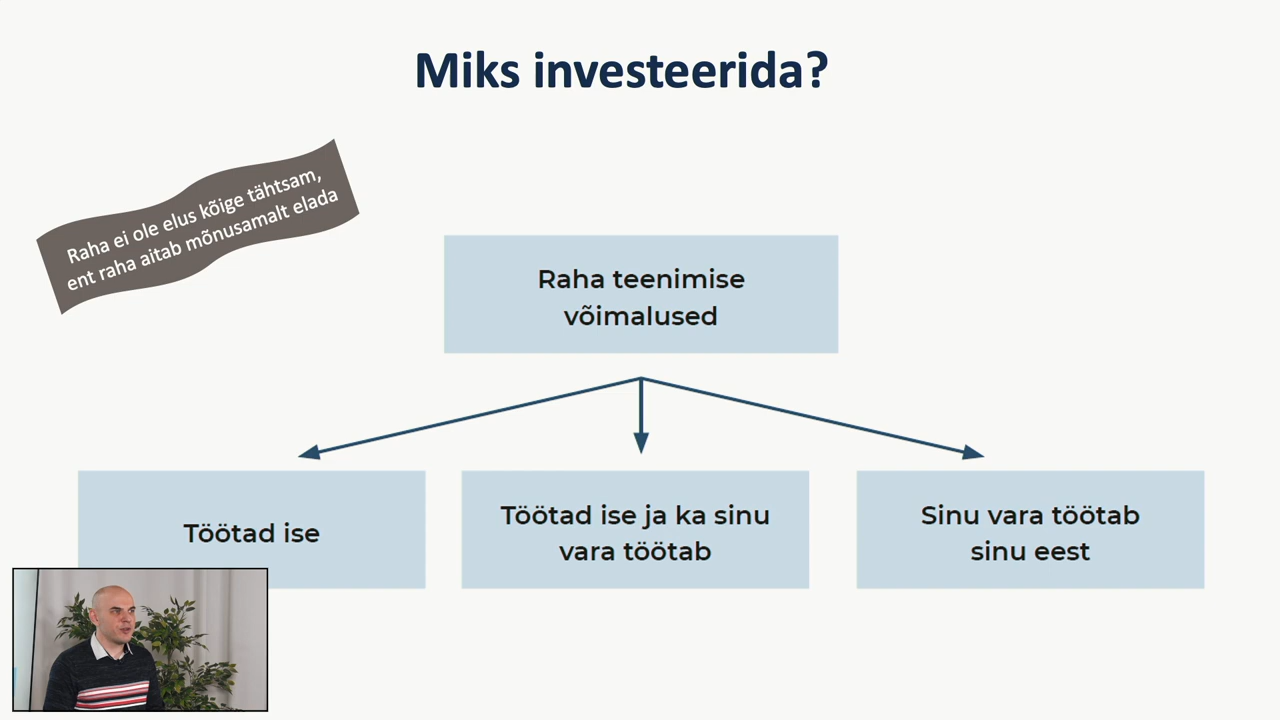 Miks investeerida?
Raha ei ole elus kõige tähtsam,
ent raha aitab mõnusamalt elada
Raha teenimise
võimalused
Töötad ise
Töötad ise ja ka sinu
vara töötab
Sinu vara töötab
sinu eest